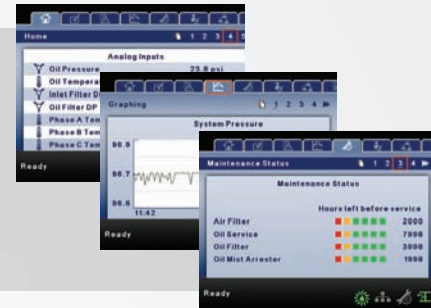 Home 1 2 3 4
Analog Inputs
Oil Pressure 73.8 psi
Oil Tempera
Inlet Filter D
Oil Filter DP
Phase A Tem
Phase B Tem
Phase C Tem
Ready
Graphing 1 2 3 4
System Pressure
96.8
96.7
96.6
11:42
Ready
Maintenance Status 1 2 3 4
Maintenance Status
Hours left before service
Air Filter 2000
Oil Service 7998
Oil Filter 3998
Oil Mist Arrestor 1998
Ready